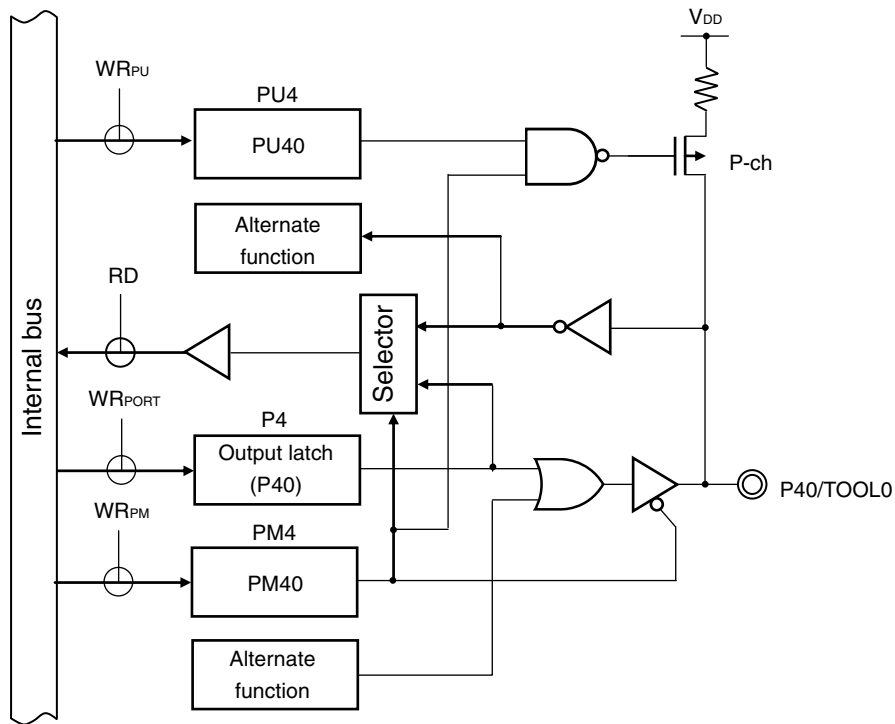 VDD
WRPU
PU4
PU40
P-ch
Alternate
function
RD
Selector
Internal bus
WRPORT
P4
Output latch
(P40)
P40/TOOL0
WRPM
PM4
PM40
Alternate
function